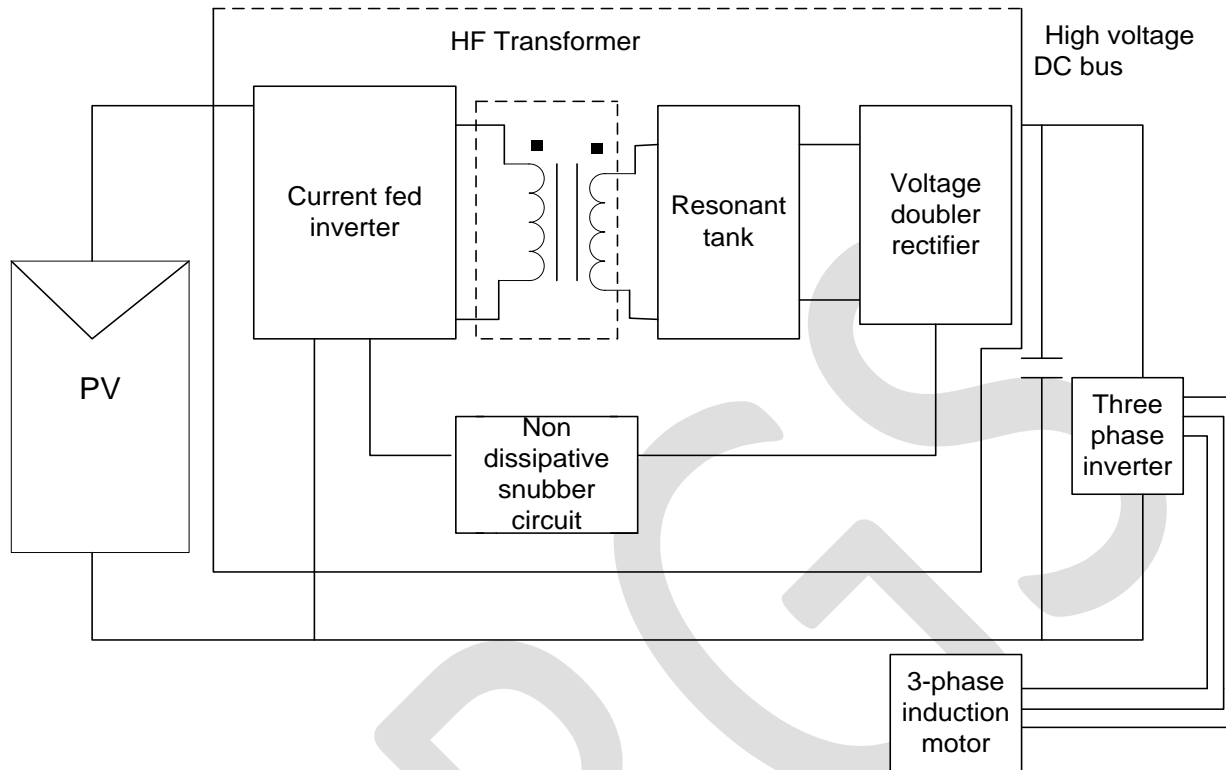 HF Transformer
High voltage
DC bus
Current fed
inverter
Resonant
tank
Voltage
doubler
rectifier
PV
Non
dissipative
snubber
circuit
Three
phase
inverter
3-phase
induction
motor